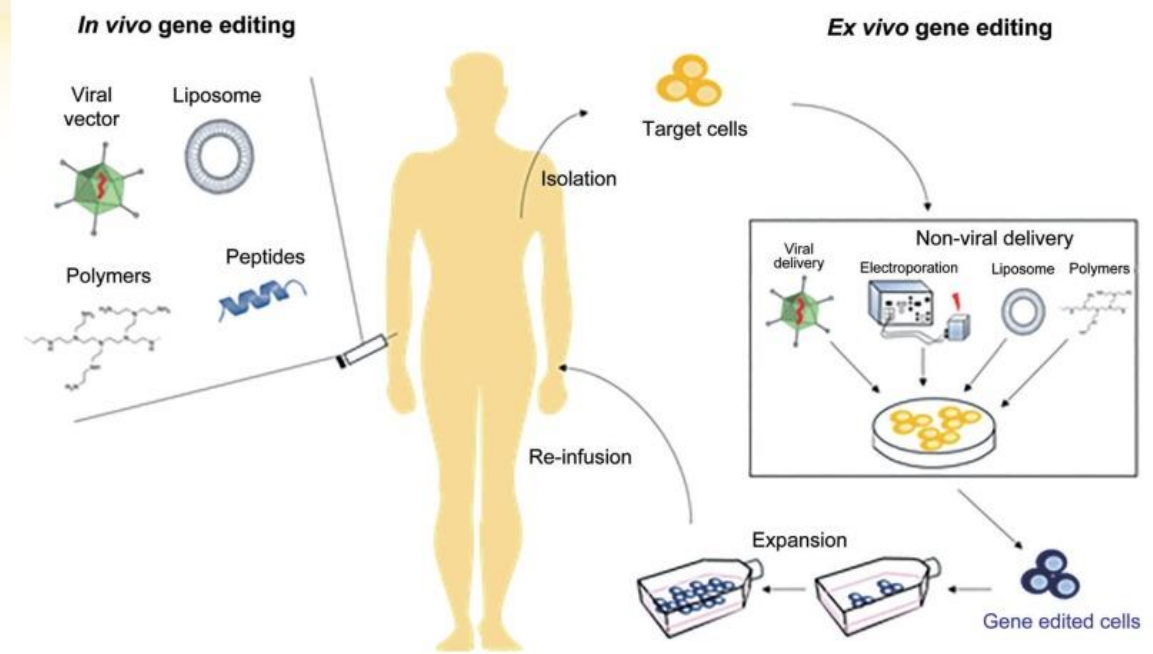 In vivo gene editing
Ex vivo gene editing
Viral
vector
Liposome
Polymers
Peptides
Isolation
Target cells
Non-viral delivery
Viral
delivery
Electroporation
Liposome
Polymers
Re-infusion
Expansion
Gene edited cells